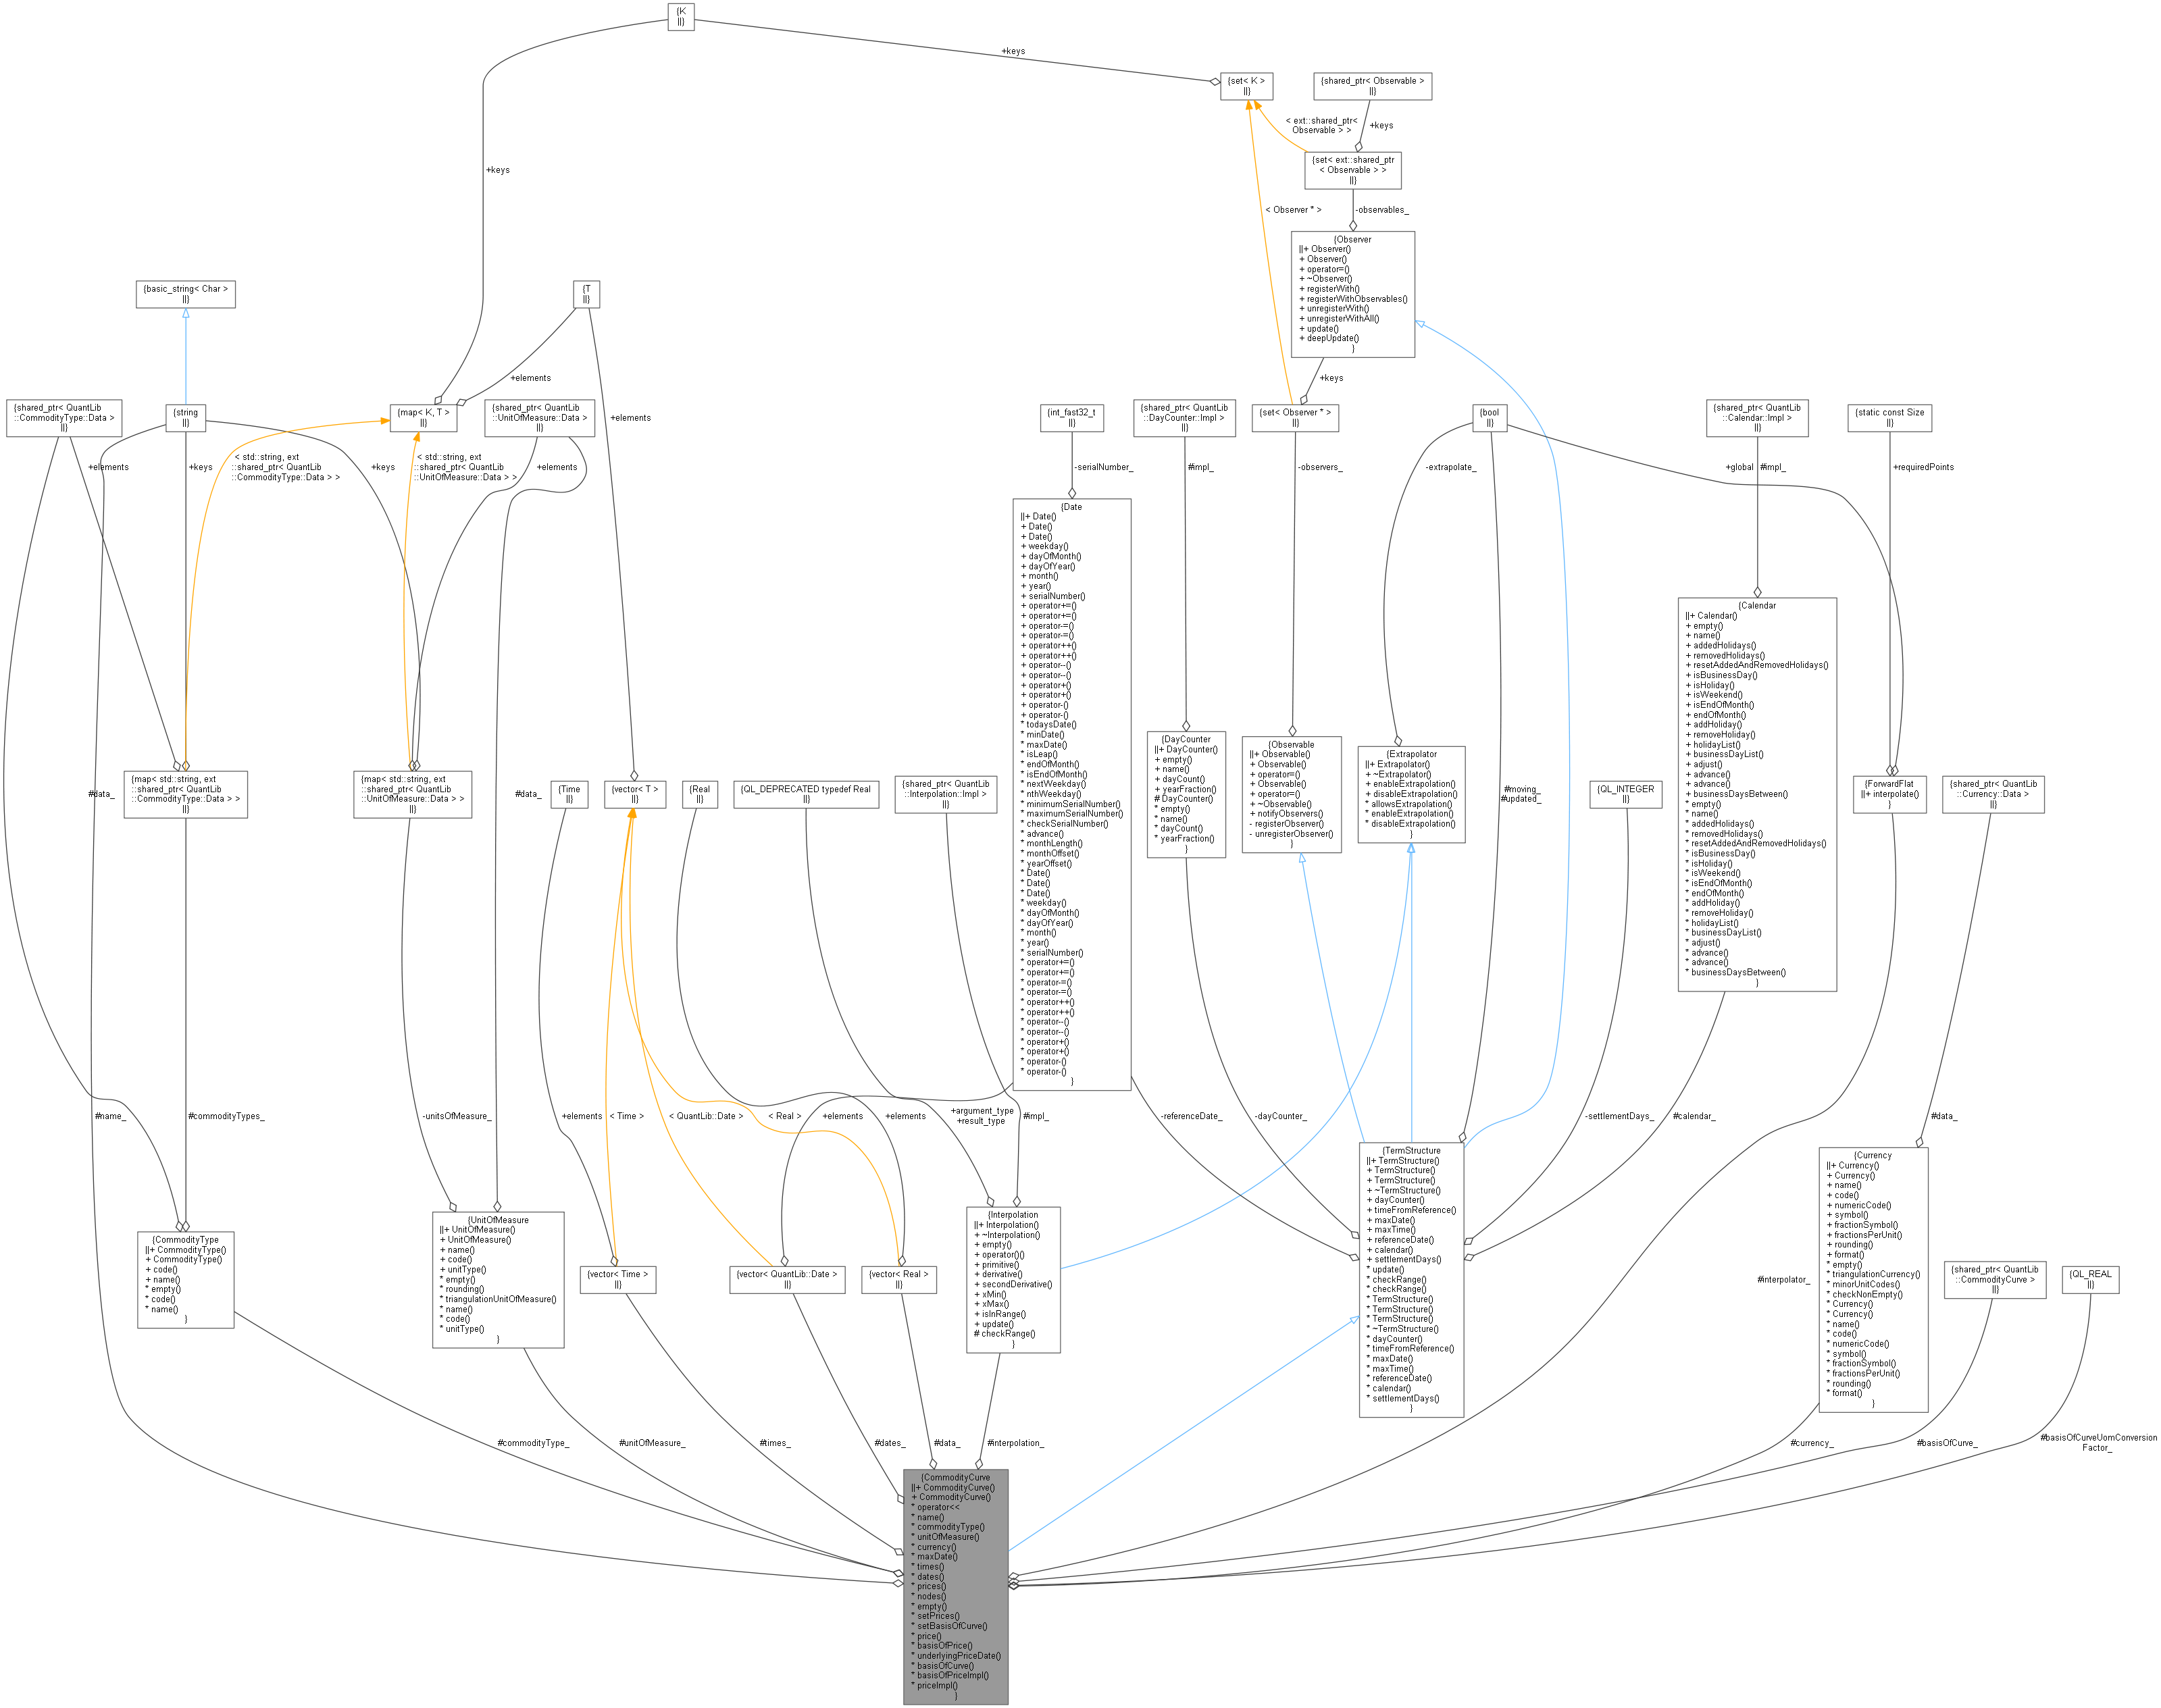 {K
||}
+keys
{set< K >
||}
{shared_ptr< Observable >
||}
< ext::shared_ptr<
Observable > >
+keys
{set< ext::shared_ptr
< Observable > >
||}
+keys
< Observer * >
-observables_
{Observer
||+ Observer()
+ Observer()
+ operator=()
+ ~Observer()
+ registerWith()
+ registerWithObservables()
+ unregisterWith()
+ unregisterWithAll()
+ update()
+ deepUpdate()
}
{basic_string< Char >
||}
{T
||}
+elements
+keys
{shared_ptr< QuantLib
::CommodityType::Data >
||}
{string
||}
{map< K, T >
||}
{shared_ptr< QuantLib
::UnitOfMeasure::Data >
||}
+elements
{int_fast32_t
||}
{shared_ptr< QuantLib
::DayCounter::Impl >
||}
{set< Observer * >
||}
{bool
||}
{shared_ptr< QuantLib
::Calendar::Impl >
||}
{static const Size
||}
+elements
+keys
< std::string, ext
::shared_ptr< QuantLib
::CommodityType::Data > >
+keys
< std::string, ext
::shared_ptr< QuantLib
::UnitOfMeasure::Data > >
+elements
-serialNumber_
#impl_
-observers_
-extrapolate_
+global
#impl_
+requiredPoints
{Date
||+ Date()
+ Date()
+ Date()
+ weekday()
+ dayOfMonth()
+ dayOfYear()
+ month()
+ year()
+ serialNumber()
+ operator+=()
+ operator+=()
+ operator-=()
+ operator-=()
+ operator++()
+ operator++()
+ operator--()
+ operator--()
+ operator+()
+ operator+()
+ operator-()
+ operator-()
* todaysDate()
* minDate()
* maxDate()
* isLeap()
* endOfMonth()
* isEndOfMonth()
* nextWeekday()
* nthWeekday()
* minimumSerialNumber()
* maximumSerialNumber()
* checkSerialNumber()
* advance()
* monthLength()
* monthOffset()
* yearOffset()
* Date()
* Date()
* Date()
* weekday()
* dayOfMonth()
* dayOfYear()
* month()
* year()
* serialNumber()
* operator+=()
* operator+=()
* operator-=()
* operator-=()
* operator++()
* operator++()
* operator--()
* operator--()
* operator+()
* operator+()
* operator-()
* operator-()
}
{Calendar
||+ Calendar()
+ empty()
+ name()
+ addedHolidays()
+ removedHolidays()
+ resetAddedAndRemovedHolidays()
+ isBusinessDay()
+ isHoliday()
+ isWeekend()
+ isEndOfMonth()
+ endOfMonth()
+ addHoliday()
+ removeHoliday()
+ holidayList()
+ businessDayList()
+ adjust()
+ advance()
+ advance()
+ businessDaysBetween()
* empty()
* name()
* addedHolidays()
* removedHolidays()
* resetAddedAndRemovedHolidays()
* isBusinessDay()
* isHoliday()
* isWeekend()
* isEndOfMonth()
* endOfMonth()
* addHoliday()
* removeHoliday()
* holidayList()
* businessDayList()
* adjust()
* advance()
* advance()
* businessDaysBetween()
}
{DayCounter
||+ DayCounter()
+ empty()
+ name()
+ dayCount()
+ yearFraction()
# DayCounter()
* empty()
* name()
* dayCount()
* yearFraction()
}
{Observable
||+ Observable()
+ Observable()
+ operator=()
+ Observable()
+ operator=()
+ ~Observable()
+ notifyObservers()
- registerObserver()
- unregisterObserver()
}
{Extrapolator
||+ Extrapolator()
+ ~Extrapolator()
+ enableExtrapolation()
+ disableExtrapolation()
* allowsExtrapolation()
* enableExtrapolation()
* disableExtrapolation()
}
#data_
{map< std::string, ext
::shared_ptr< QuantLib
::CommodityType::Data > >
||}
{map< std::string, ext
::shared_ptr< QuantLib
::UnitOfMeasure::Data > >
||}
#data_
{Time
||}
{vector< T >
||}
{Real
||}
{QL_DEPRECATED typedef Real
||}
{shared_ptr< QuantLib
::Interpolation::Impl >
||}
#moving_
#updated_
{QL_INTEGER
||}
{ForwardFlat
||+ interpolate()
}
{shared_ptr< QuantLib
::Currency::Data >
||}
#name_
#commodityTypes_
-unitsOfMeasure_
+elements
< Time >
< QuantLib::Date >
< Real >
+elements
+elements
+argument_type
+result_type
#impl_
-referenceDate_
-dayCounter_
-settlementDays_
#calendar_
#data_
{CommodityType
||+ CommodityType()
+ CommodityType()
+ code()
+ name()
* empty()
* code()
* name()
}
{UnitOfMeasure
||+ UnitOfMeasure()
+ UnitOfMeasure()
+ name()
+ code()
+ unitType()
* empty()
* rounding()
* triangulationUnitOfMeasure()
* name()
* code()
* unitType()
}
{vector< Time >
||}
{vector< QuantLib::Date >
||}
{vector< Real >
||}
{Interpolation
||+ Interpolation()
+ ~Interpolation()
+ empty()
+ operator()()
+ primitive()
+ derivative()
+ secondDerivative()
+ xMin()
+ xMax()
+ isInRange()
+ update()
# checkRange()
}
{TermStructure
||+ TermStructure()
+ TermStructure()
+ TermStructure()
+ ~TermStructure()
+ dayCounter()
+ timeFromReference()
+ maxDate()
+ maxTime()
+ referenceDate()
+ calendar()
+ settlementDays()
* update()
* checkRange()
* checkRange()
* TermStructure()
* TermStructure()
* TermStructure()
* ~TermStructure()
* dayCounter()
* timeFromReference()
* maxDate()
* maxTime()
* referenceDate()
* calendar()
* settlementDays()
}
#interpolator_
{Currency
||+ Currency()
+ Currency()
+ name()
+ code()
+ numericCode()
+ symbol()
+ fractionSymbol()
+ fractionsPerUnit()
+ rounding()
+ format()
* empty()
* triangulationCurrency()
* minorUnitCodes()
* checkNonEmpty()
* Currency()
* Currency()
* name()
* code()
* numericCode()
* symbol()
* fractionSymbol()
* fractionsPerUnit()
* rounding()
* format()
}
{shared_ptr< QuantLib
::CommodityCurve >
||}
{QL_REAL
||}
#commodityType_
#unitOfMeasure_
#times_
#dates_
#data_
#interpolation_
#currency_
#basisOfCurve_
#basisOfCurveUomConversion
Factor_
{CommodityCurve
||+ CommodityCurve()
+ CommodityCurve()
* operator<<
* name()
* commodityType()
* unitOfMeasure()
* currency()
* maxDate()
* times()
* dates()
* prices()
* nodes()
* empty()
* setPrices()
* setBasisOfCurve()
* price()
* basisOfPrice()
* underlyingPriceDate()
* basisOfCurve()
* basisOfPriceImpl()
* priceImpl()
}